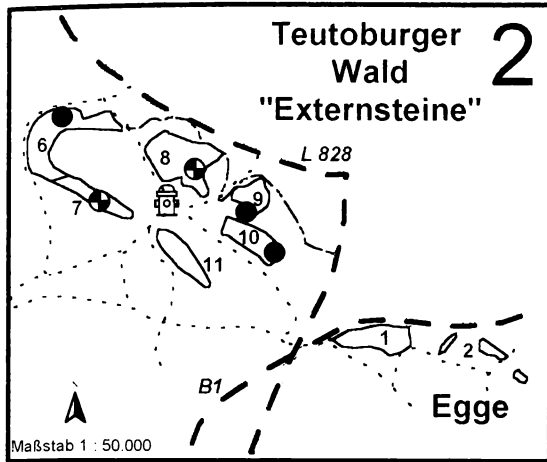 Teutoburger
Wald
"Externsteine"
2
L 828
6
8
7
9
10
11
1
2
B1
Egge
Maßstab 1 : 50.000